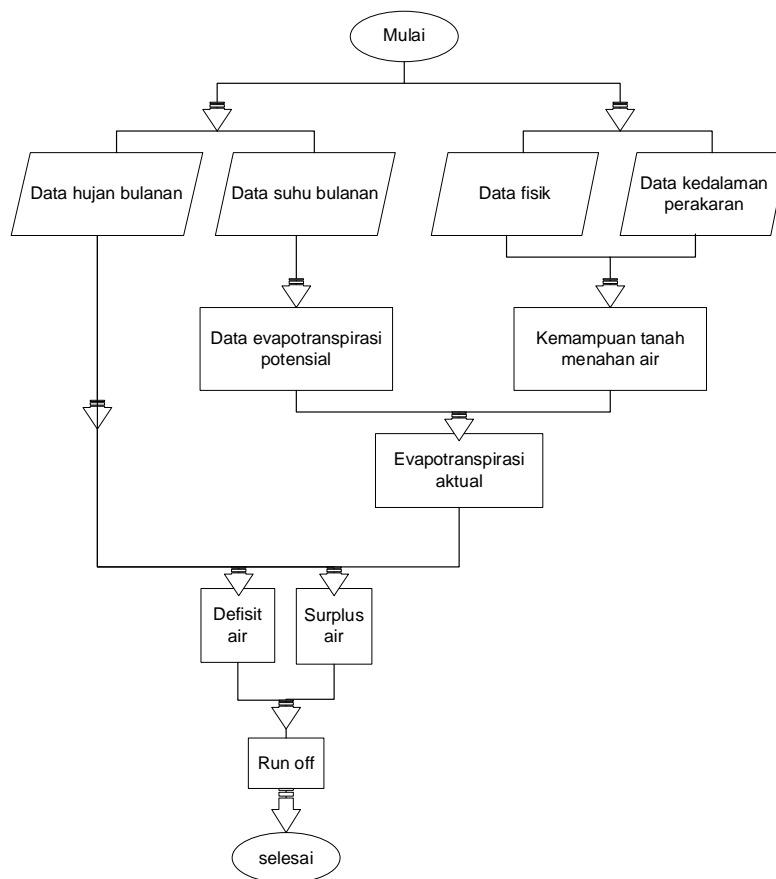 Mulai
Data hujan bulanan
Data suhu bulanan
Data fisik
Data kedalaman
perakaran
Data evapotranspirasi
potensial
Kemampuan tanah
menahan air
Evapotranspirasi
aktual
Defisit
air
Surplus
air
Run off
selesai